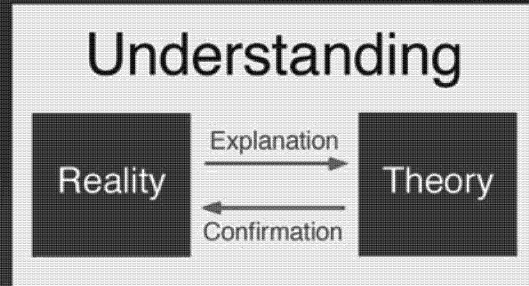 Understanding
Explanation
Reality
Theory
Confirmation